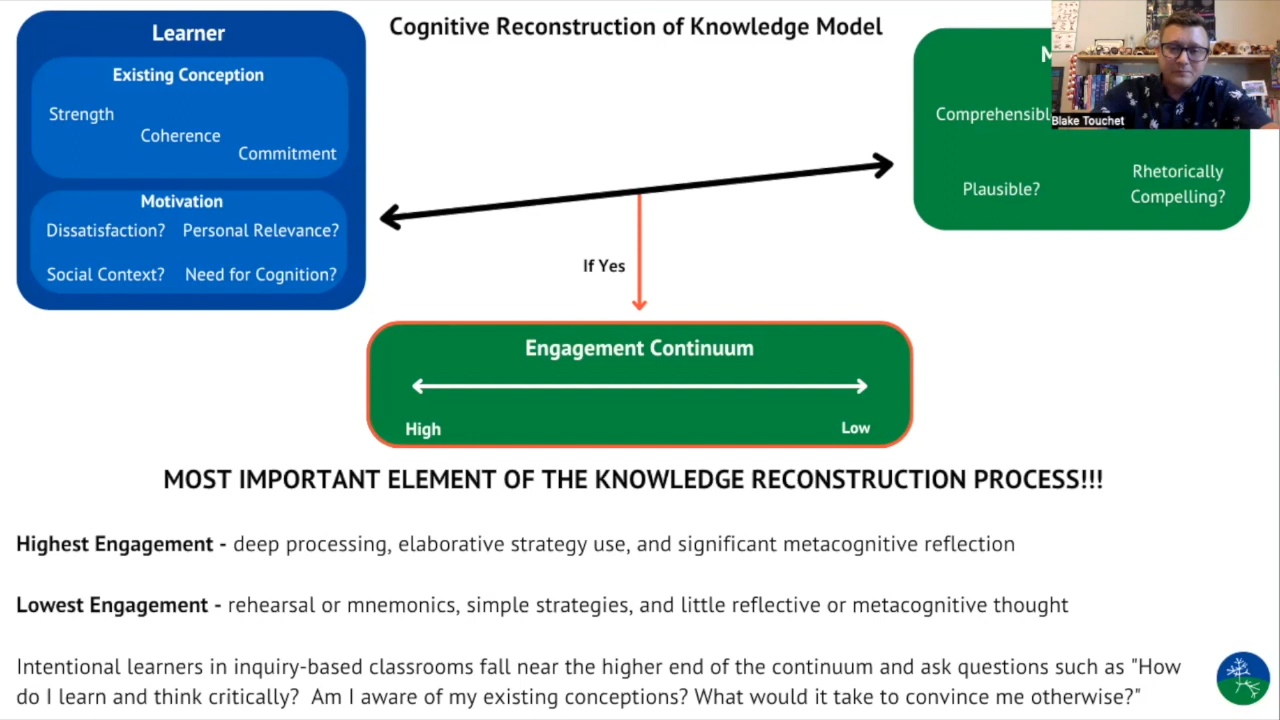 Cognitive Reconstruction of Knowledge Model
Learner
Existing Conception
Strength
Coherence
Commitment
Motivation
Dissatisfaction? Personal Relevance?
Social Context? Need for Cognition?
Blake Touchet
Plausible?
Rhetorically
Compelling?
If Yes
Engagement Continuum
High
Low
MOST IMPORTANT ELEMENT OF THE KNOWLEDGE RECONSTRUCTION PROCESS!!!
Highest Engagement - deep processing, elaborative strategy use, and significant metacognitive reflection
Lowest Engagement - rehearsal or mnemonics, simple strategies, and little reflective or metacognitive thought
Intentional learners in inquiry-based classrooms fall near the higher end of the continuum and ask questions such as "How
do I learn and think critically? Am I aware of my existing conceptions? What would it take to convince me otherwise?"